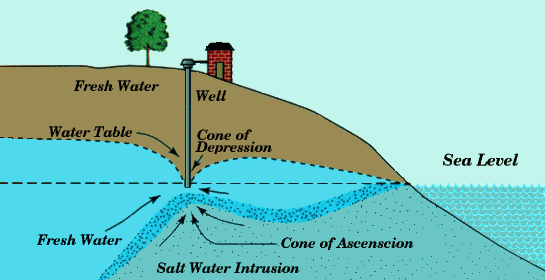 Fresh Water
Well
Water Table
Cone of
Depression
Sea Level
Fresh Water
Cone of Ascenscion
Salt Water Intrusion